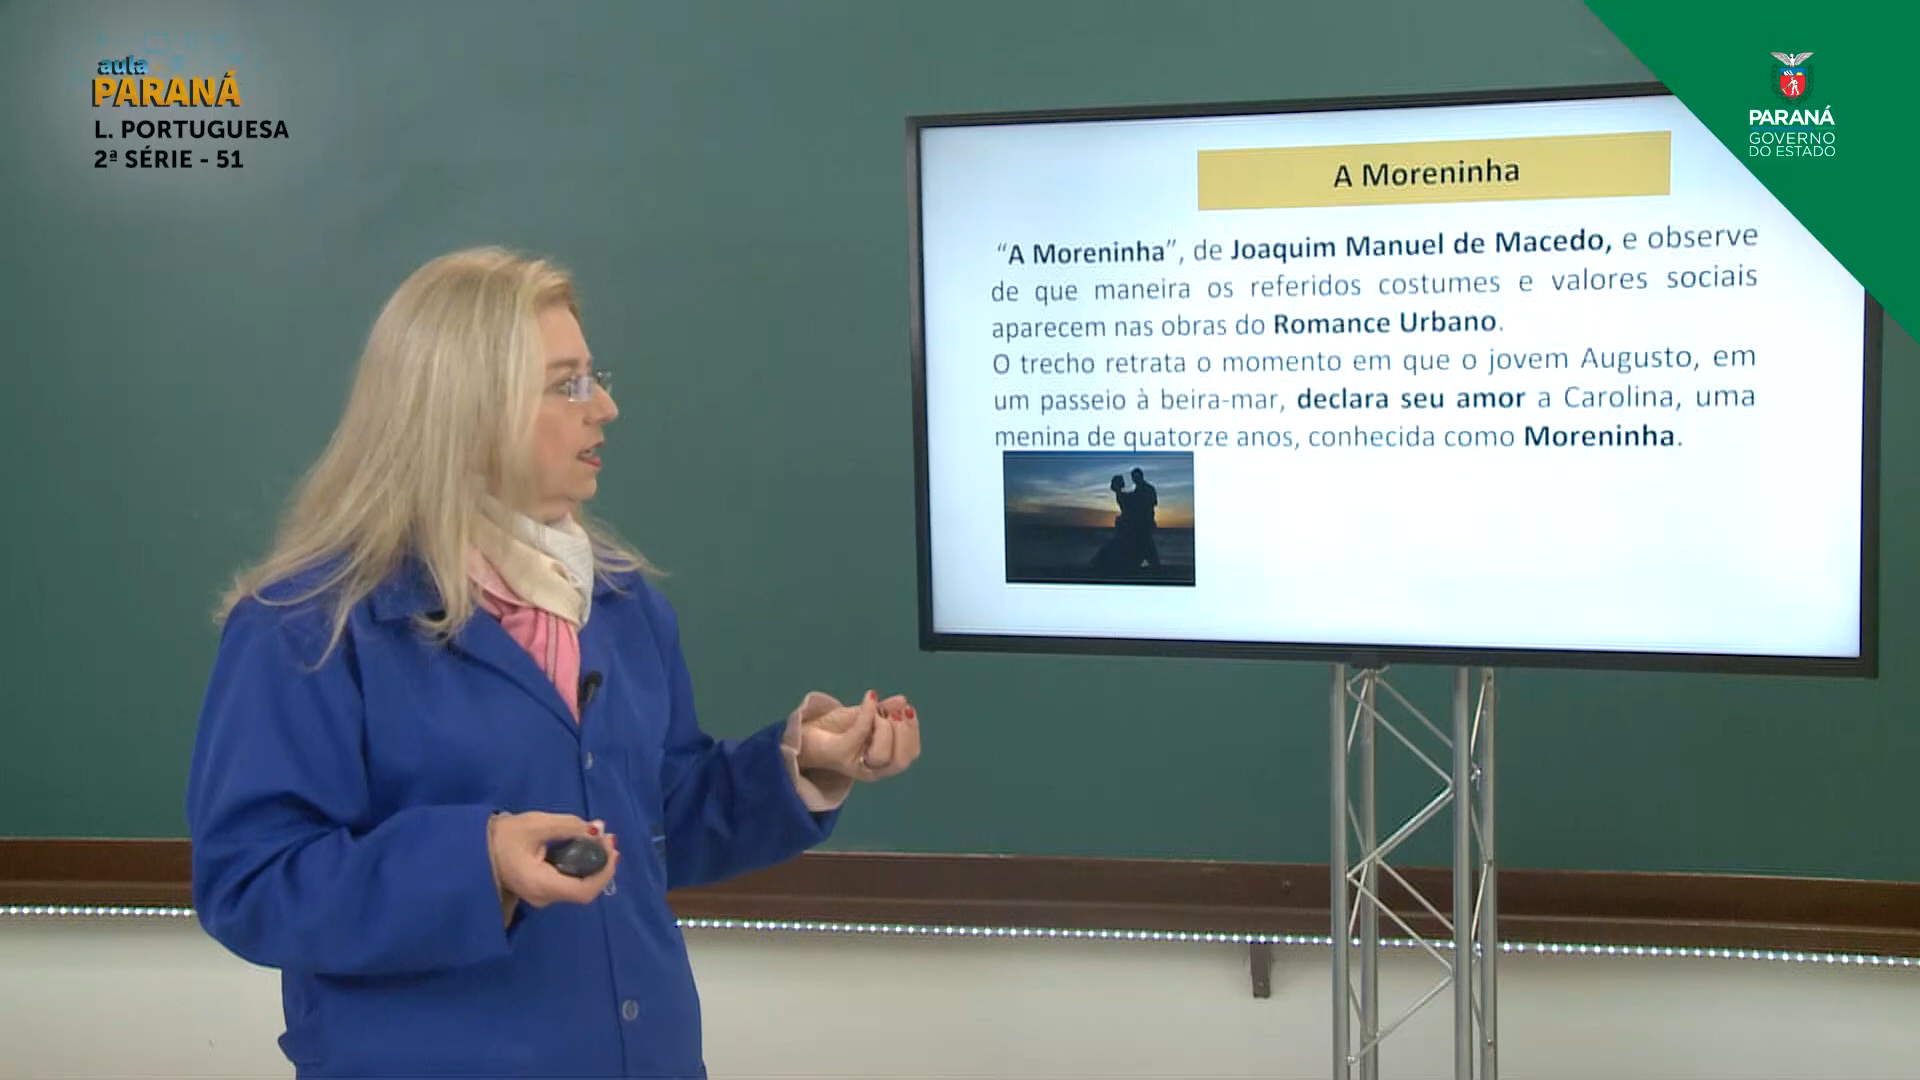 aula
PARANÁ
L. PORTUGUESA
2ª SÉRIE - 51
PARANÁ
GOVERNO
DO ESTADO
A Moreninha
“A Moreninha”, de Joaquim Manuel de Macedo, e observe
de que maneira os referidos costumes e valores sociais
aparecem nas obras do Romance Urbano.
O trecho retrata o momento em que o jovem Augusto, em
um passeio à beira-mar, declara seu amor a Carolina, uma
menina de quatorze anos, conhecida como Moreninha.